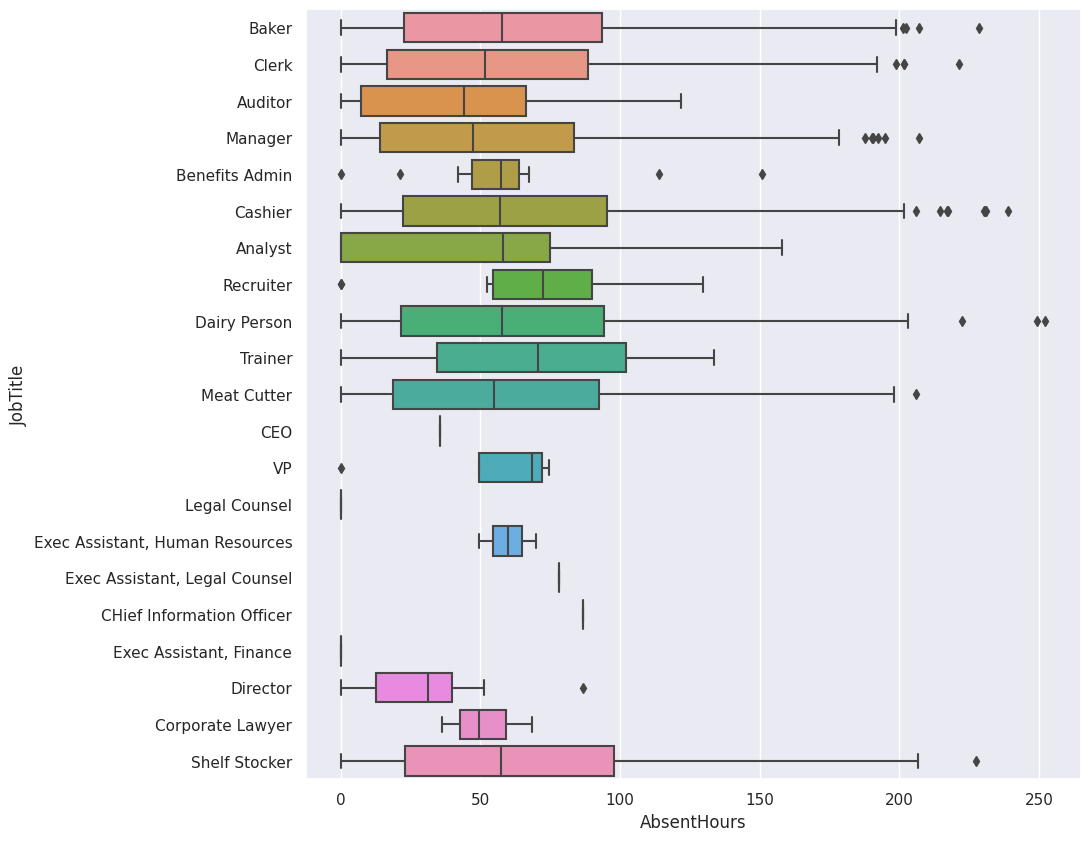 Baker
Clerk
Auditor
Manager
Benefits Admin
Cashier
Analyst
Recruiter
Dairy Person
Trainer
Meat Cutter
CEO
VP
Legal Counsel
Exec Assistant, Human Resources
Exec Assistant, Legal Counsel
CHief Information Officer
Exec Assistant, Finance
Director
Corporate Lawyer
Shelf Stocker
JobTitle
0 50 100 150 200 250
AbsentHours